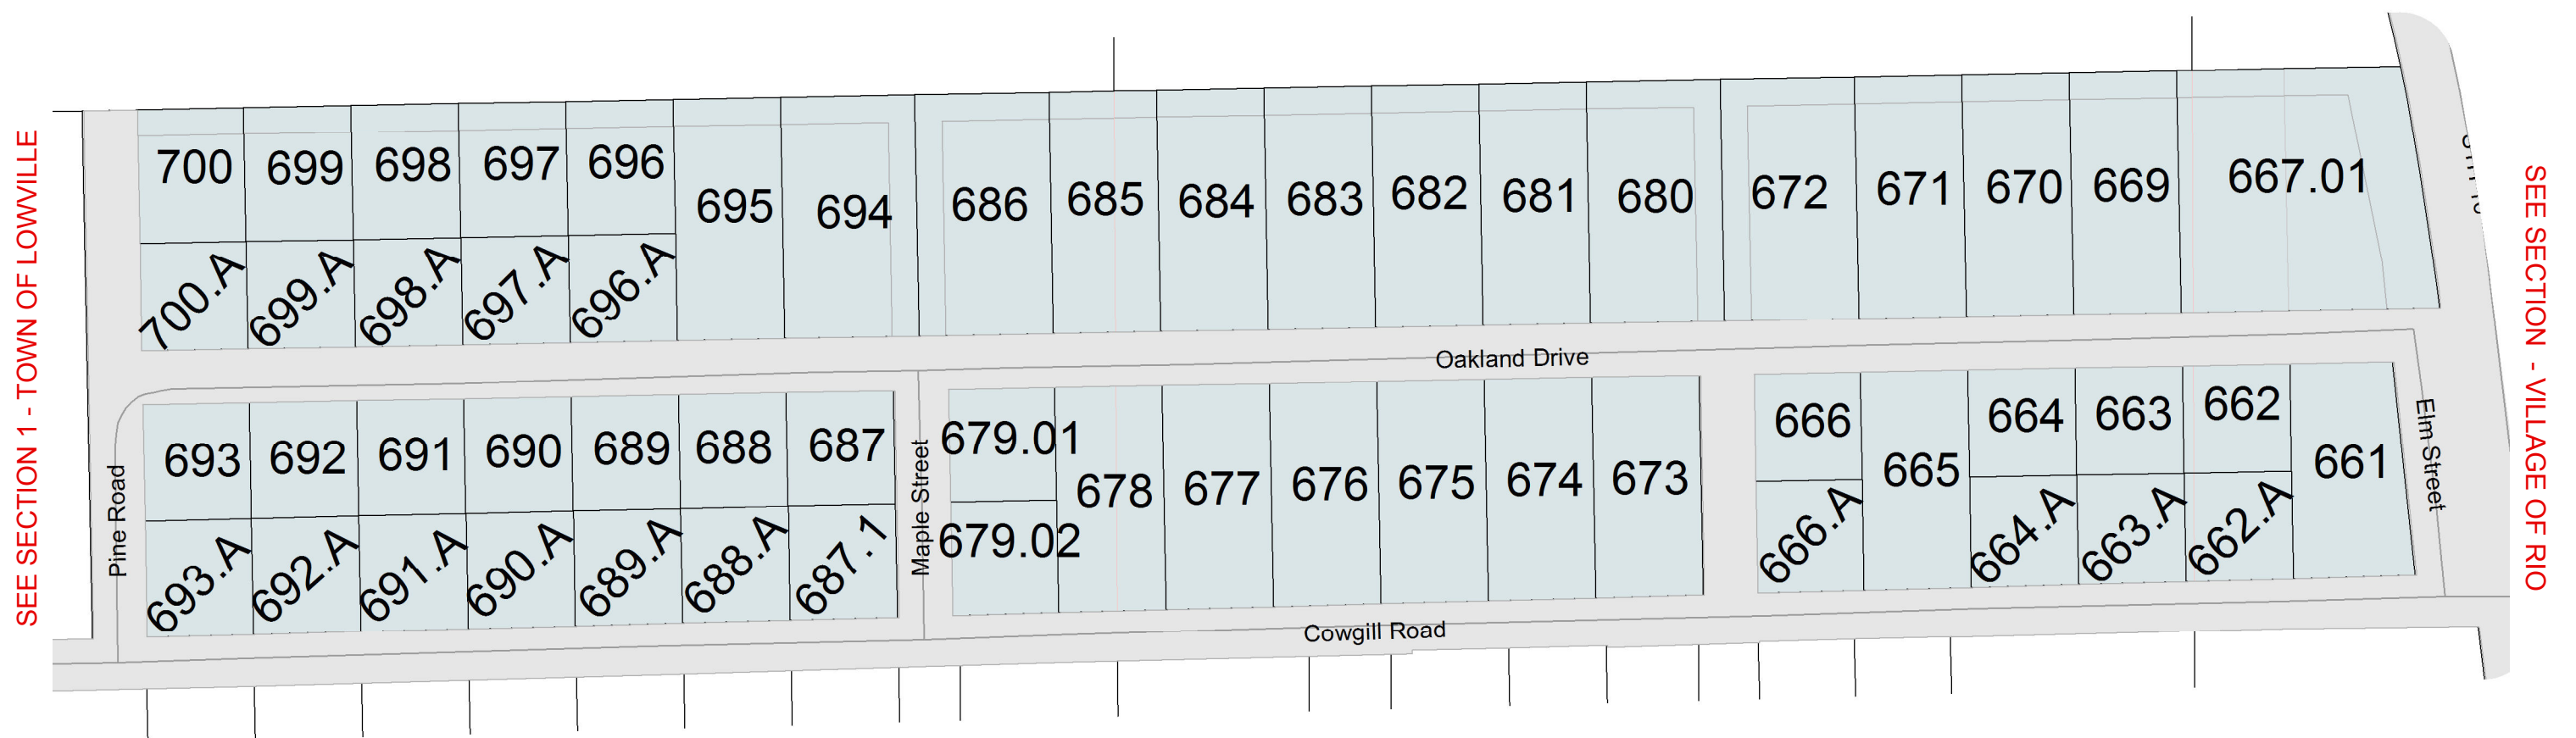 SEE SECTION 1 - TOWN OF LOWVILLE
700
699
698
697
696
695
694
686
685
684
683
682
681
680
672
671
670
669
667.01
700.A
699.A
698.A
697.A
696.A
Oakland Drive
693
692
691
690
689
688
687
679.01
678
677
676
675
674
673
666
665
664
663
662
661
693.A
692.A
691.A
690.A
689.A
688.A
687.1
679.02
666.A
664.A
663.A
662.A
Pine Road
Maple Street
Elm Street
Cowgill Road
SEE SECTION - VILLAGE OF RIO